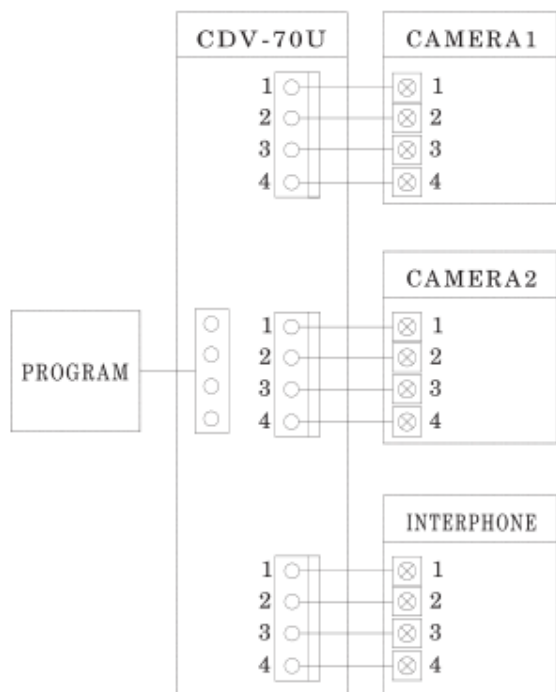 CDV-70U
CAMERA1
1 1
2 2
3 3
4 4
CAMERA2
PROGRAM
1 1
2 2
3 3
4 4
INTERPHONE
1 1
2 2
3 3
4 4